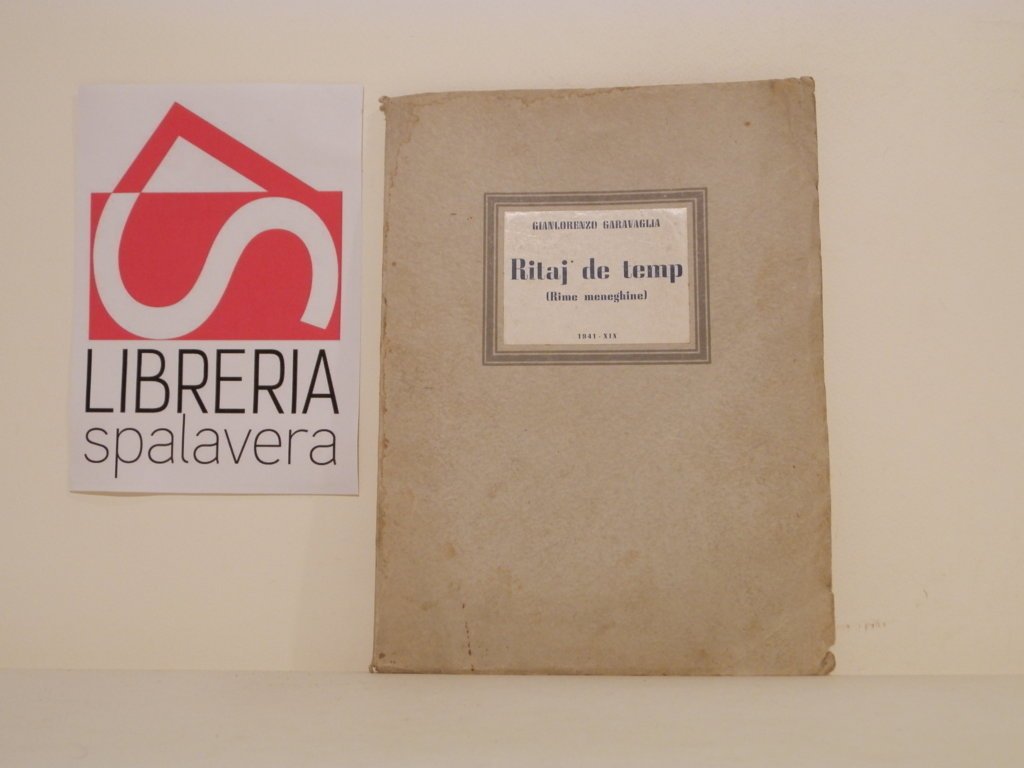 LIBRERIA
spalavera
GIANLORENZO GARAVAGLIA
Ritaj de temp
(Rime meneghine)
1941 - XIX